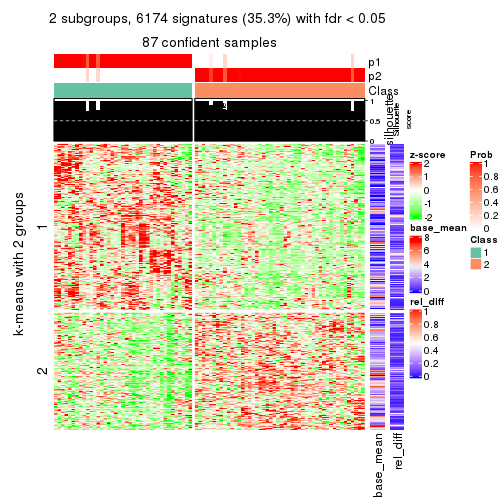 2 subgroups, 6174 signatures (35.3%) with fdr < 0.05
87 confident samples
p1
p2
Class
silhouette
Silhouette
score
1
0.5
0
k-means with 2 groups
1
2
base_mean
rel_diff
z-score
2
1
0
-1
-2
base_mean
8
6
4
2
0
rel_diff
1
0.8
0.6
0.4
0.2
0
Prob
1
0.8
0.6
0.4
0.2
0
Class
1
2